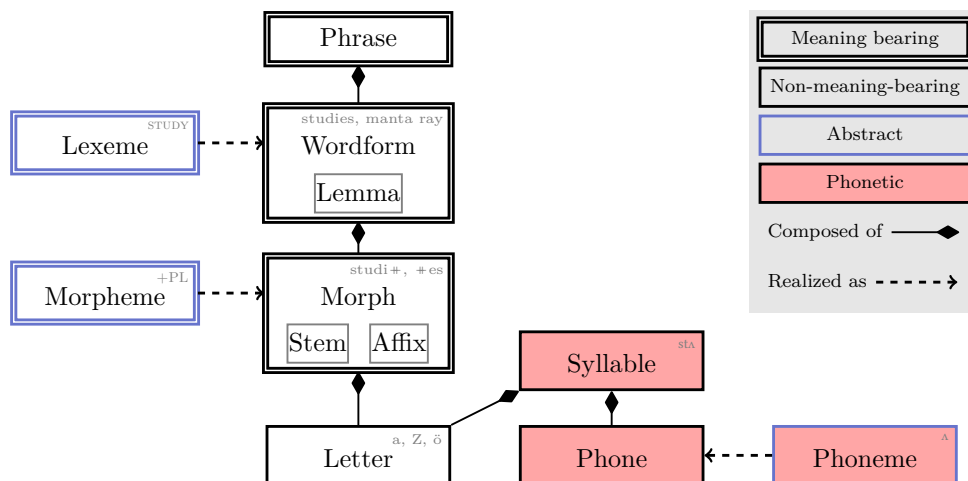 Phrase
studies, manta ray
Wordform
Lemma
STUDY
Lexeme
+PL
Morpheme
studi⧺, ⧺es
Morph
Stem Affix
stʌ
Syllable
a, Z, ö
Letter
Phone
ʌ
Phoneme
Meaning bearing
Non-meaning-bearing
Abstract
Phonetic
Composed of
Realized as